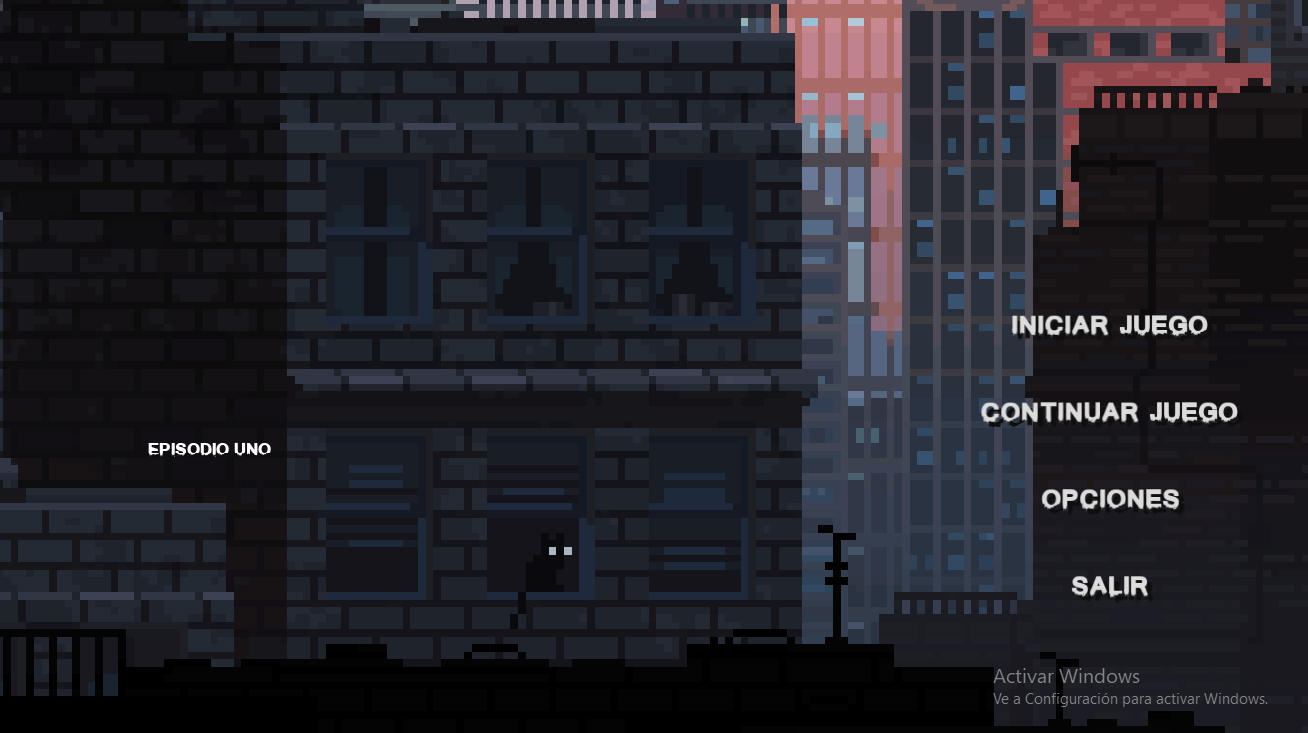 INICIAR JUEGO
CONTINUAR JUEGO
EPISODIO UNO
OPCIONES
SALIR
Activar Windows
Ve a Configuración para activar Windows.